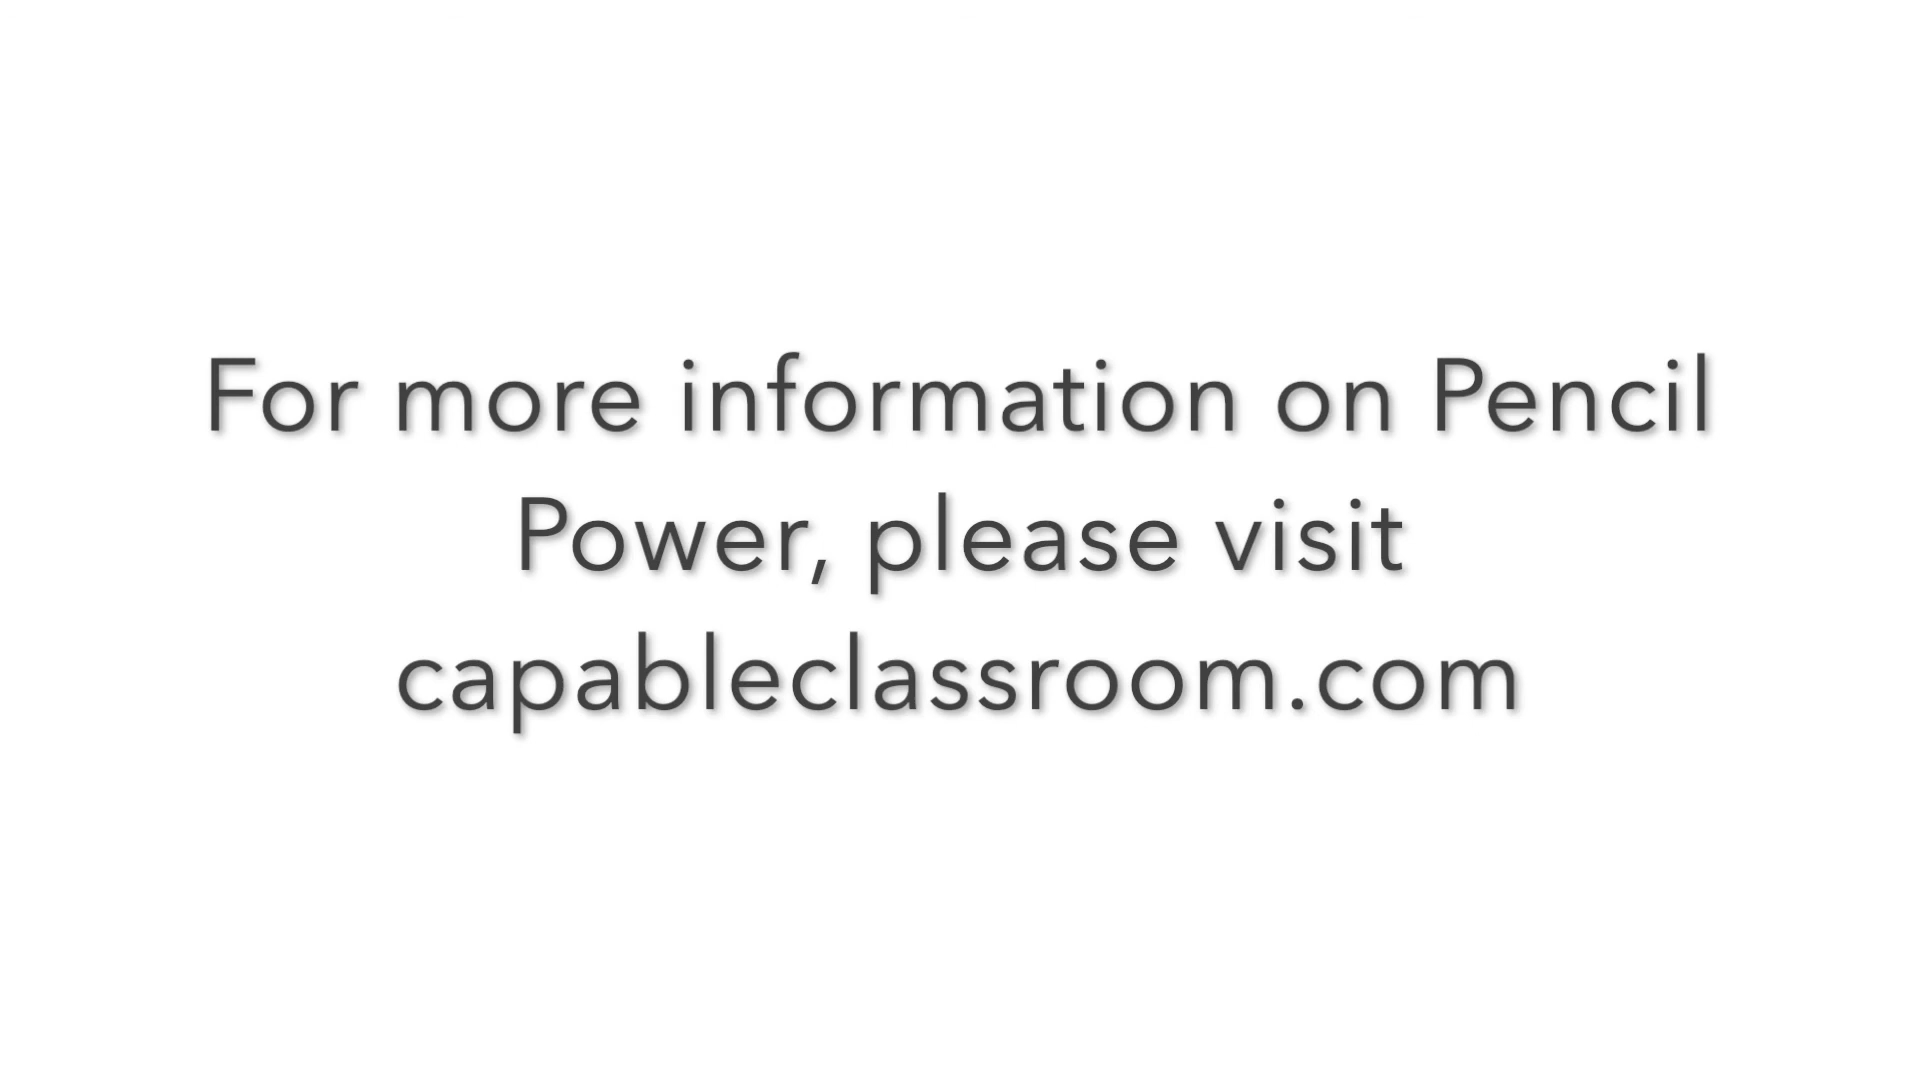 For more information on Pencil
Power, please visit
capableclassroom.com